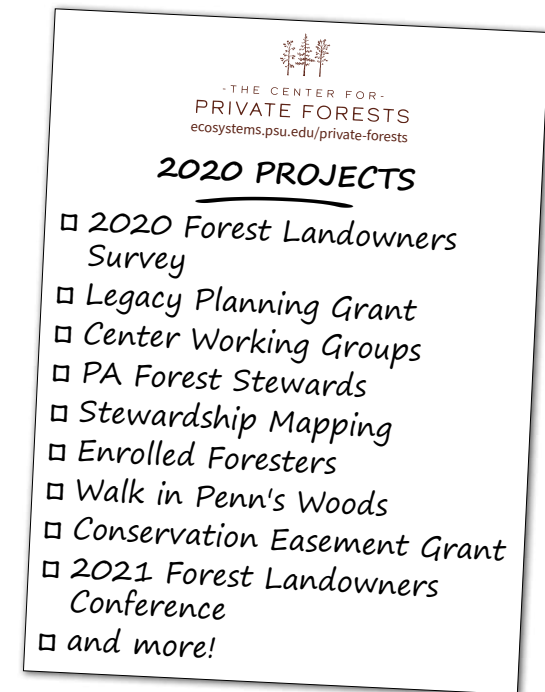 -THE CENTER FOR-
PRIVATE FORESTS
ecosystems.psu.edu/private-forests
2020 PROJECTS
2020 Forest Landowners
Survey
Legacy Planning Grant
Center Working Groups
PA Forest Stewards
Stewardship Mapping
Enrolled Foresters
Walk in Penn's Woods
Conservation Easement Grant
2021 Forest Landowners
Conference
and more!